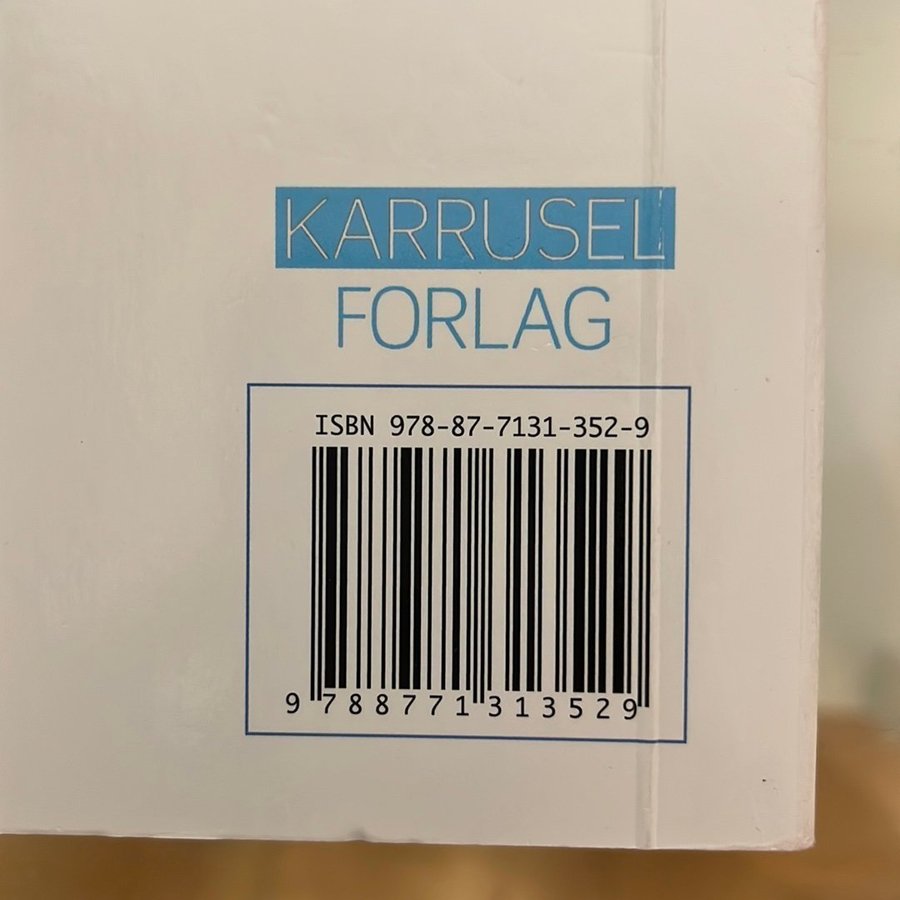 KARRUSEL
FORLAG
ISBN 978-87-7131-352-9
9 788771 313529